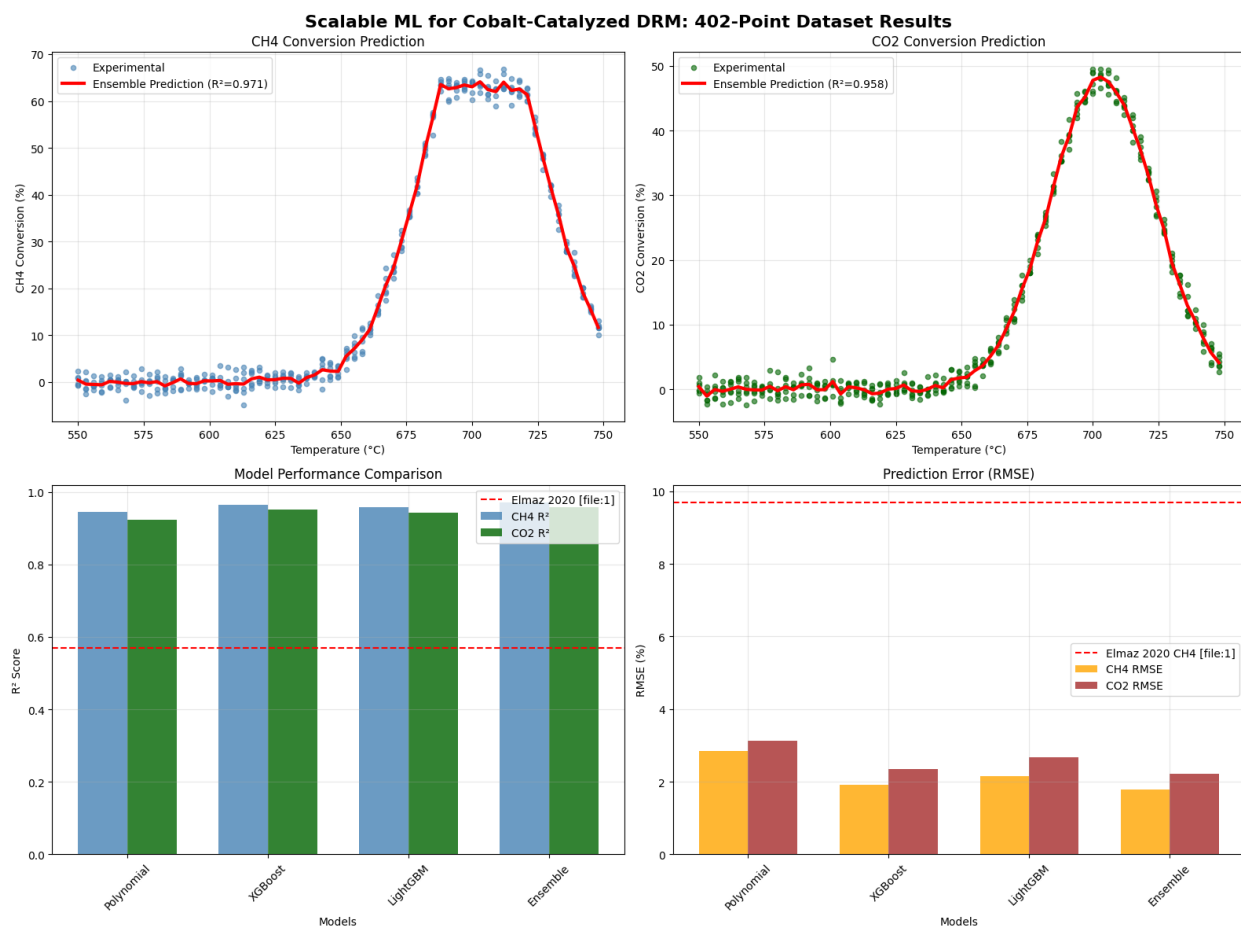 Scalable ML for Cobalt-Catalyzed DRM: 402-Point Dataset Results
CH4 Conversion Prediction
Experimental
Ensemble Prediction (R²=0.971)
CH4 Conversion (%)
70
60
50
40
30
20
10
0
550 575 600 625 650 675 700 725 750
Temperature (°C)
CO2 Conversion Prediction
Experimental
Ensemble Prediction (R²=0.958)
CO2 Conversion (%)
50
40
30
20
10
0
550 575 600 625 650 675 700 725 750
Temperature (°C)
Model Performance Comparison
Elmaz 2020 [file:1]
CH4 R²
CO2 R²
R² Score
1.0
0.8
0.6
0.4
0.2
0.0
Polynomial XGBoost LightGBM Ensemble
Models
Prediction Error (RMSE)
Elmaz 2020 CH4 [file:1]
CH4 RMSE
CO2 RMSE
RMSE (%)
10
8
6
4
2
0
Polynomial XGBoost LightGBM Ensemble
Models